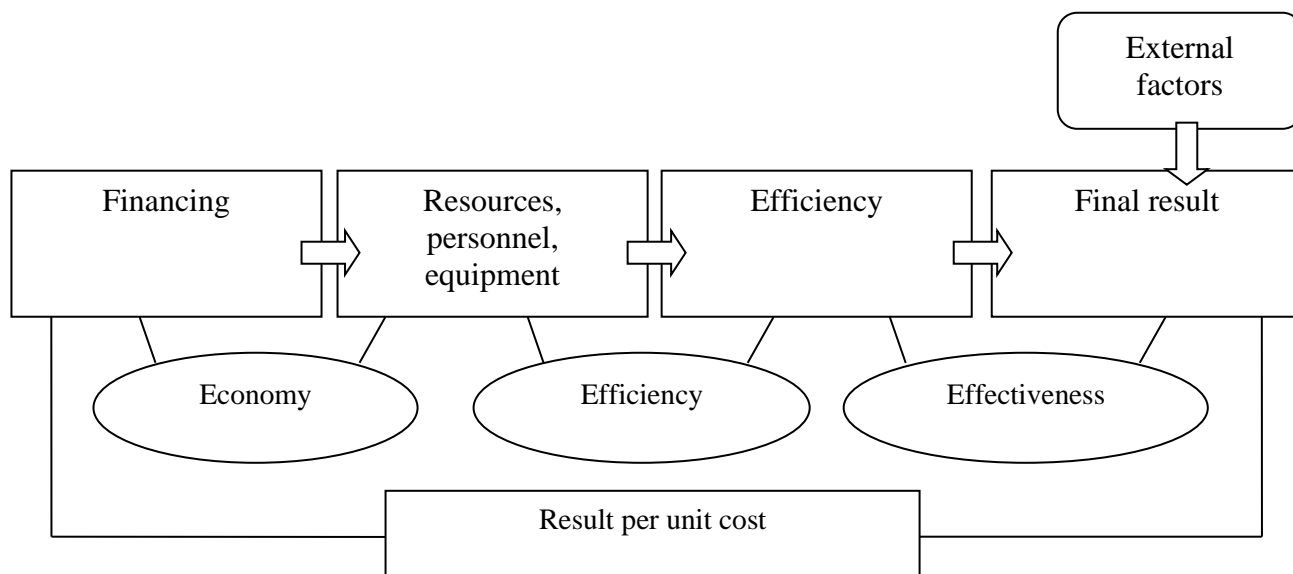 External
factors
Financing
Resources,
personnel,
equipment
Efficiency
Final result
Economy
Efficiency
Effectiveness
Result per unit cost